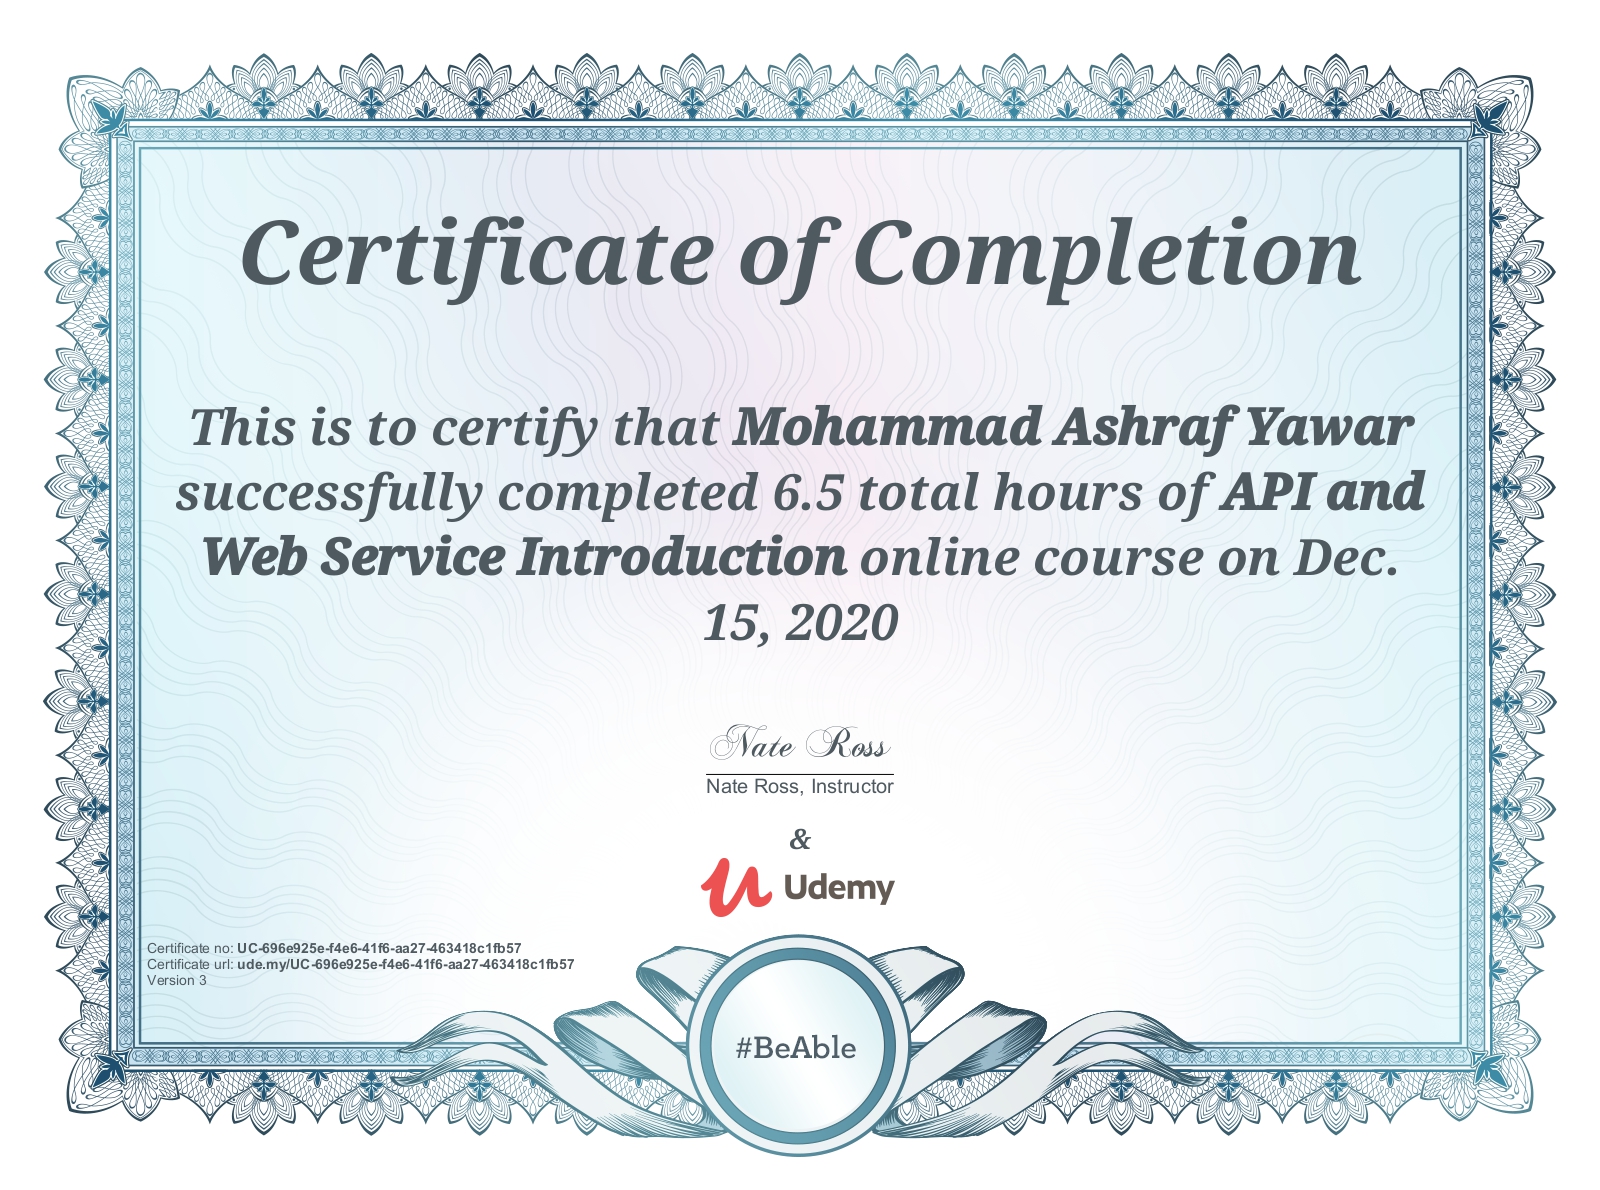 Certificate of Completion
This is to certify that Mohammad Ashraf Yawar
successfully completed 6.5 total hours of API and
Web Service Introduction online course on Dec.
15, 2020
Nate Ross
Nate Ross, Instructor
&
Udemy
Certificate no: UC-696e925e-f4e6-41f6-aa27-463418c1fb57
Certificate url: ude.my/UC-696e925e-f4e6-41f6-aa27-463418c1fb57
Version 3
#BeAble